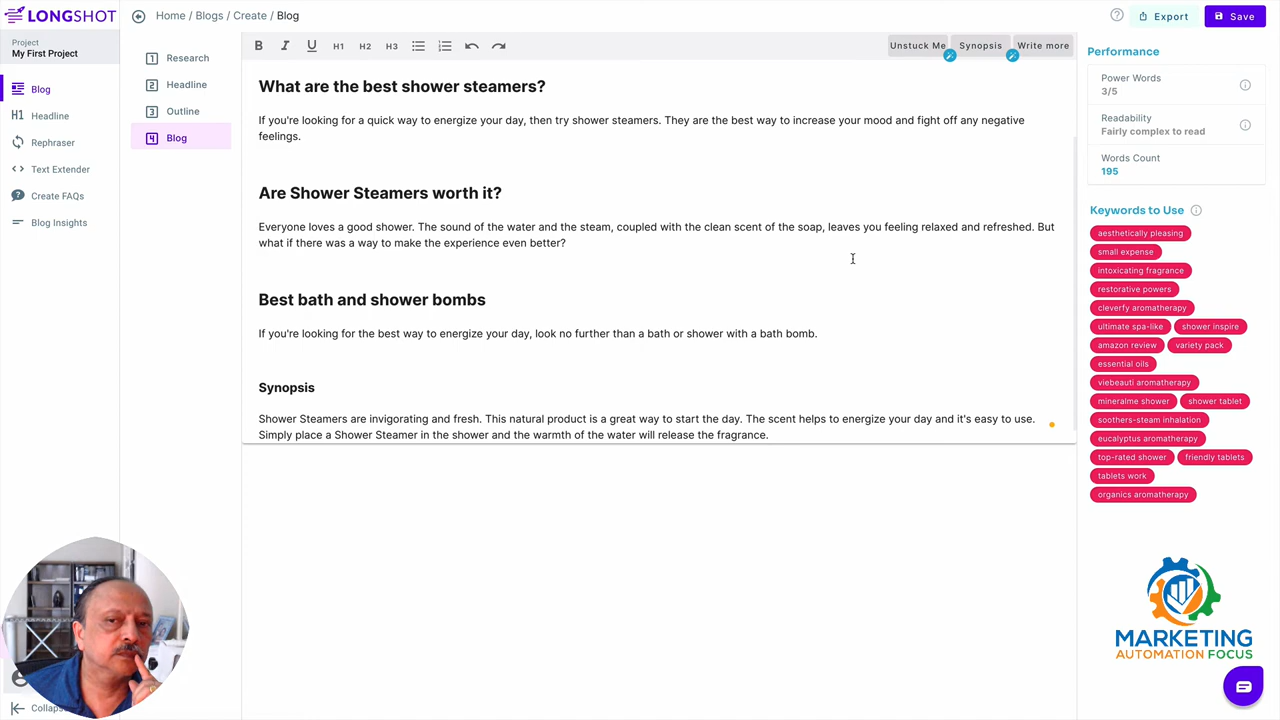 LONGSHOT
Home / Blogs / Create / Blog
Export
Save
Project
My First Project
Blog
H1 Headline
Rephraser
Text Extender
Create FAQs
Blog Insights
Collaps
1 Research
2 Headline
3 Outline
4 Blog
B I U H1 H2 H3
Unstuck Me
Synopsis
Write more
What are the best shower steamers?
If you're looking for a quick way to energize your day, then try shower steamers. They are the best way to increase your mood and fight off any negative
feelings.
Are Shower Steamers worth it?
Everyone loves a good shower. The sound of the water and the steam, coupled with the clean scent of the soap, leaves you feeling relaxed and refreshed. But
what if there was a way to make the experience even better?
Best bath and shower bombs
If you're looking for the best way to energize your day, look no further than a bath or shower with a bath bomb.
Synopsis
Shower Steamers are invigorating and fresh. This natural product is a great way to start the day. The scent helps to energize your day and it's easy to use.
Simply place a Shower Steamer in the shower and the warmth of the water will release the fragrance.
Performance
Power Words
3/5
Readability
Fairly complex to read
Words Count
195
Keywords to Use
aesthetically pleasing
small expense
intoxicating fragrance
restorative powers
cleverfy aromatherapy
ultimate spa-like
shower inspire
amazon review
variety pack
essential oils
viebeauti aromatherapy
mineralme shower
shower tablet
soothers-steam inhalation
eucalyptus aromatherapy
top-rated shower
friendly tablets
tablets work
organics aromatherapy
MARKETING
AUTOMATION FOCUS